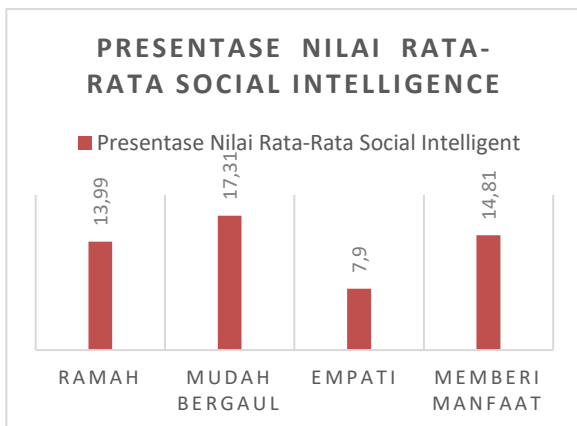 PRESENTASE NILAI RATA-
RATA SOCIAL INTELLIGENCE
Presentase Nilai Rata-Rata Social Intelligent
13,99
17,31
7,9
14,81
RAMAH
MUDAH
BERGAUL
EMPATI
MEMBERI
MANFAAT